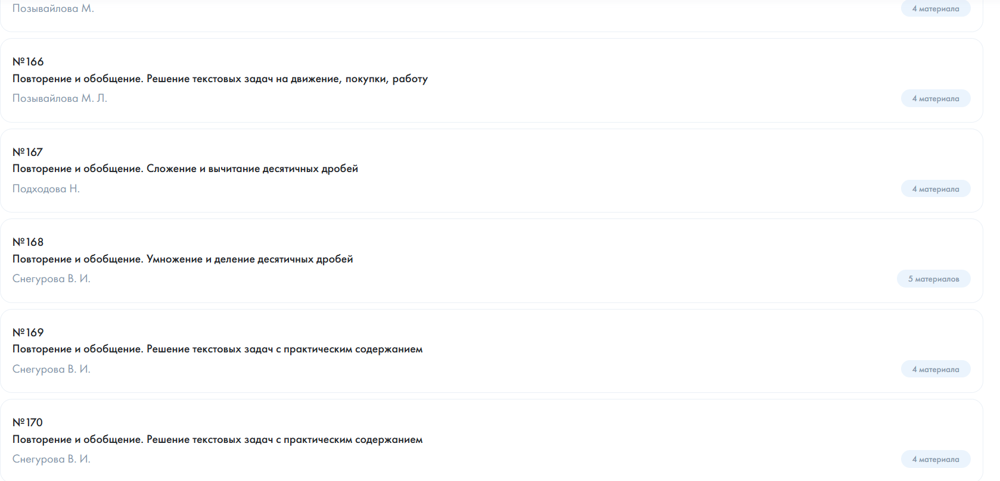 Позывайлова М.
4 материала
№166
Повторение и обобщение. Решение текстовых задач на движение, покупки, работу
Позывайлова М. Л.
4 материала
№167
Повторение и обобщение. Сложение и вычитание десятичных дробей
Подходова Н.
4 материала
№168
Повторение и обобщение. Умножение и деление десятичных дробей
Снегурова В. И.
5 материалов
№169
Повторение и обобщение. Решение текстовых задач с практическим содержанием
Снегурова В. И.
4 материала
№170
Повторение и обобщение. Решение текстовых задач с практическим содержанием
Снегурова В. И.
4 материала